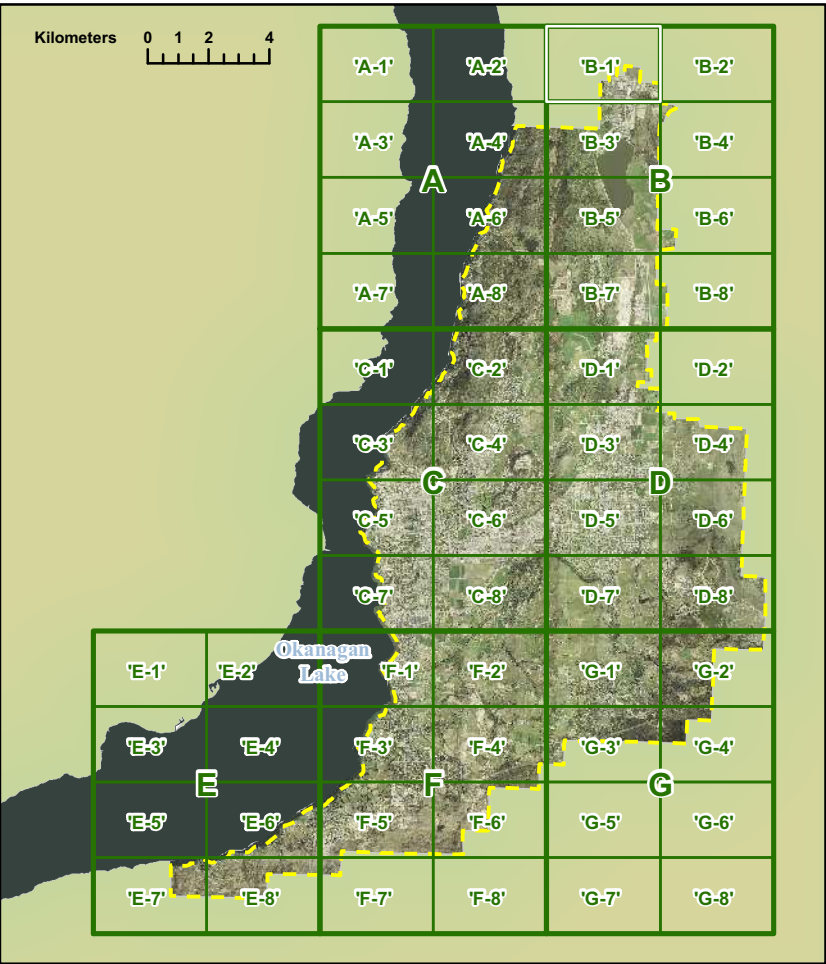 Kilometers 0 1 2 4
'A-1' 'A-2' 'B-1' 'B-2'
'A-3' 'A-4' 'B-3' 'B-4'
A B
'A-5' 'A-6' 'B-5' 'B-6'
'A-7' 'A-8' 'B-7' 'B-8'
'C-1' 'C-2' 'D-1' 'D-2'
'C-3' 'C-4' 'D-3' 'D-4'
C D
'C-5' 'C-6' 'D-5' 'D-6'
'C-7' 'C-8' 'D-7' 'D-8'
Okanagan
Lake
'E-1' 'E-2' 'F-1' 'F-2' 'G-1' 'G-2'
'E-3' 'E-4' 'F-3' 'F-4' 'G-3' 'G-4'
E F G
'E-5' 'E-6' 'F-5' 'F-6' 'G-5' 'G-6'
'E-7' 'E-8' 'F-7' 'F-8' 'G-7' 'G-8'